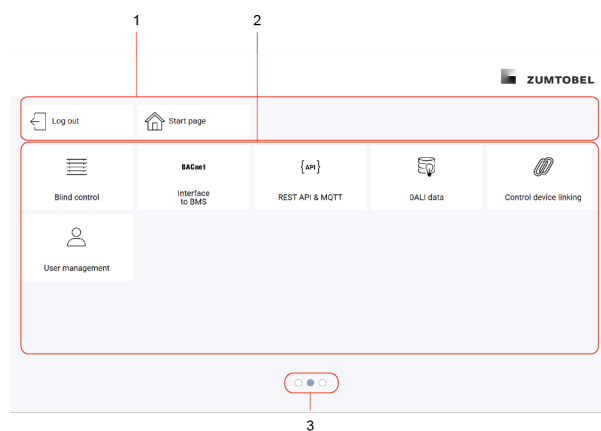 1 2
ZUMTOBEL
Log out Start page
BACnet {API}
Blind control Interface to BMS REST API & MQTT DALI data Control device linking
User management
3